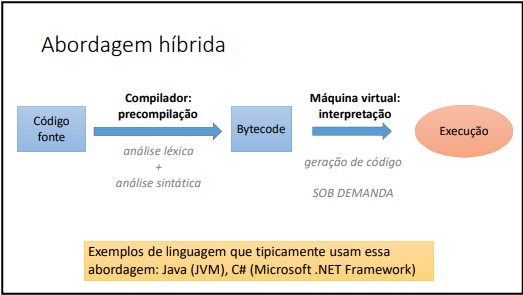 Abordagem híbrida
Código
fonte
Compilador:
precompilação
análise léxica
+
análise sintática
Bytecode
Máquina virtual:
interpretação
geração de código
SOB DEMANDA
Execução
Exemplos de linguagem que tipicamente usam essa
abordagem: Java (JVM), C# (Microsoft .NET Framework)